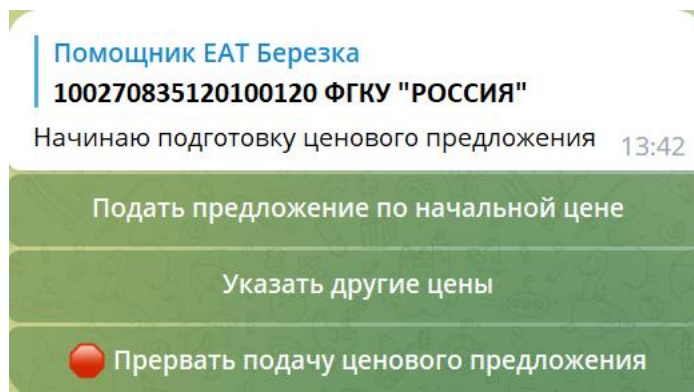 Помощник ЕАТ Березка
100270835120100120 ФГКУ "РОССИЯ"
Начинаю подготовку ценового предложения 13:42
Подать предложение по начальной цене
Указать другие цены
Прервать подачу ценового предложения